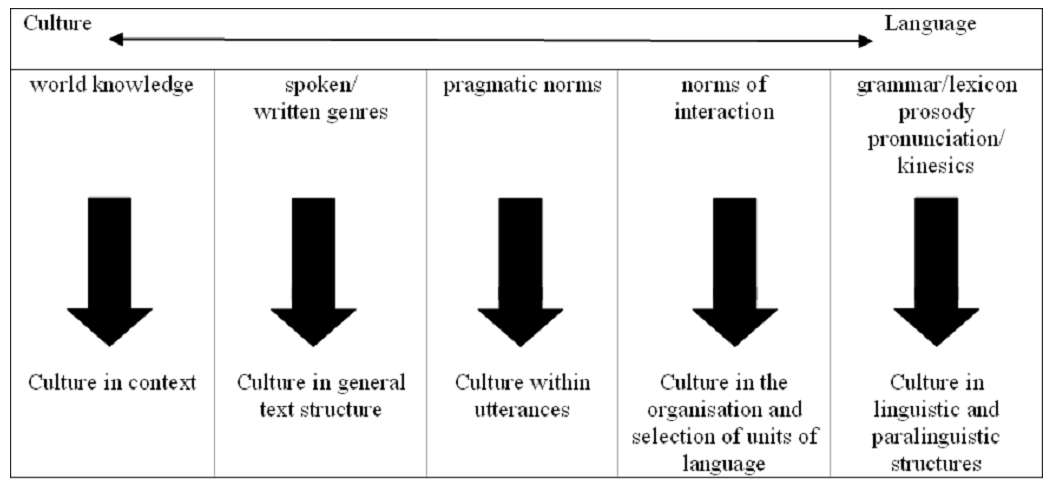 Culture
Language
world knowledge
spoken/
written genres
pragmatic norms
norms of
interaction
grammar/lexicon
prosody
pronunciation/
kinesics
Culture in context
Culture in general
text structure
Culture within
utterances
Culture in the
organisation and
selection of units of
language
Culture in
linguistic and
paralinguistic
structures